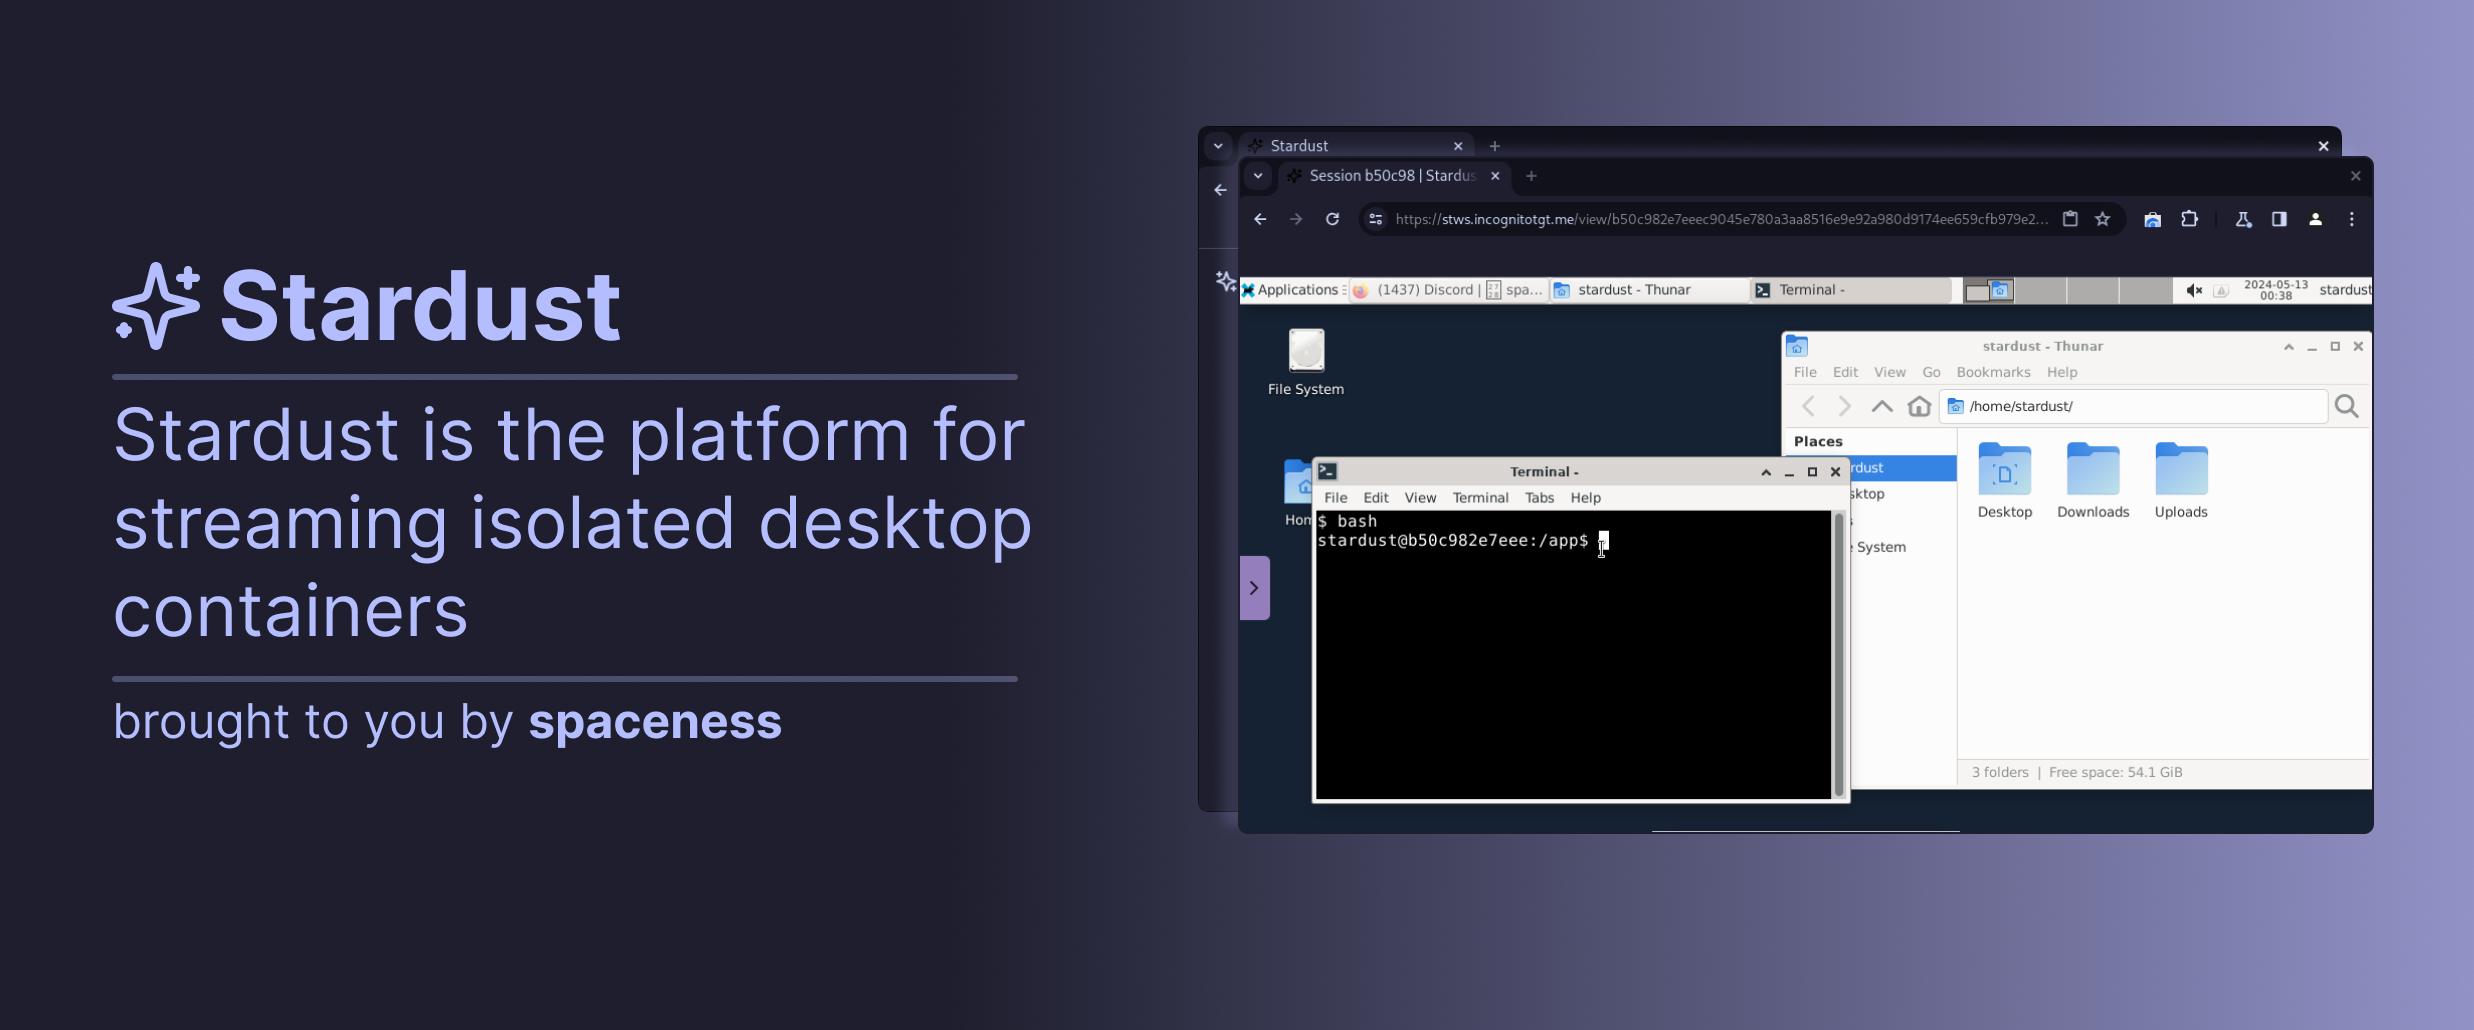 Stardust
Stardust is the platform for
streaming isolated desktop
containers
brought to you by spaceness
Stardust
Session b50c98 | Stardus
https://stws.incognitotgt.me/view/b50c982e7eeec9045e780a3aa8516e9e92a980d9174ee659cfb979e2...
Applications
(1437) Discord | spa...
stardust - Thunar
Terminal -
2024-05-13
00:38
stardust
File System
Hom
stardust - Thunar
File Edit View Go Bookmarks Help
/home/stardust/
Places
rdust
sktop
s
System
Desktop Downloads Uploads
3 folders | Free space: 54.1 GiB
Terminal -
File Edit View Terminal Tabs Help
$ bash
stardust@b50c982e7eee:/app$